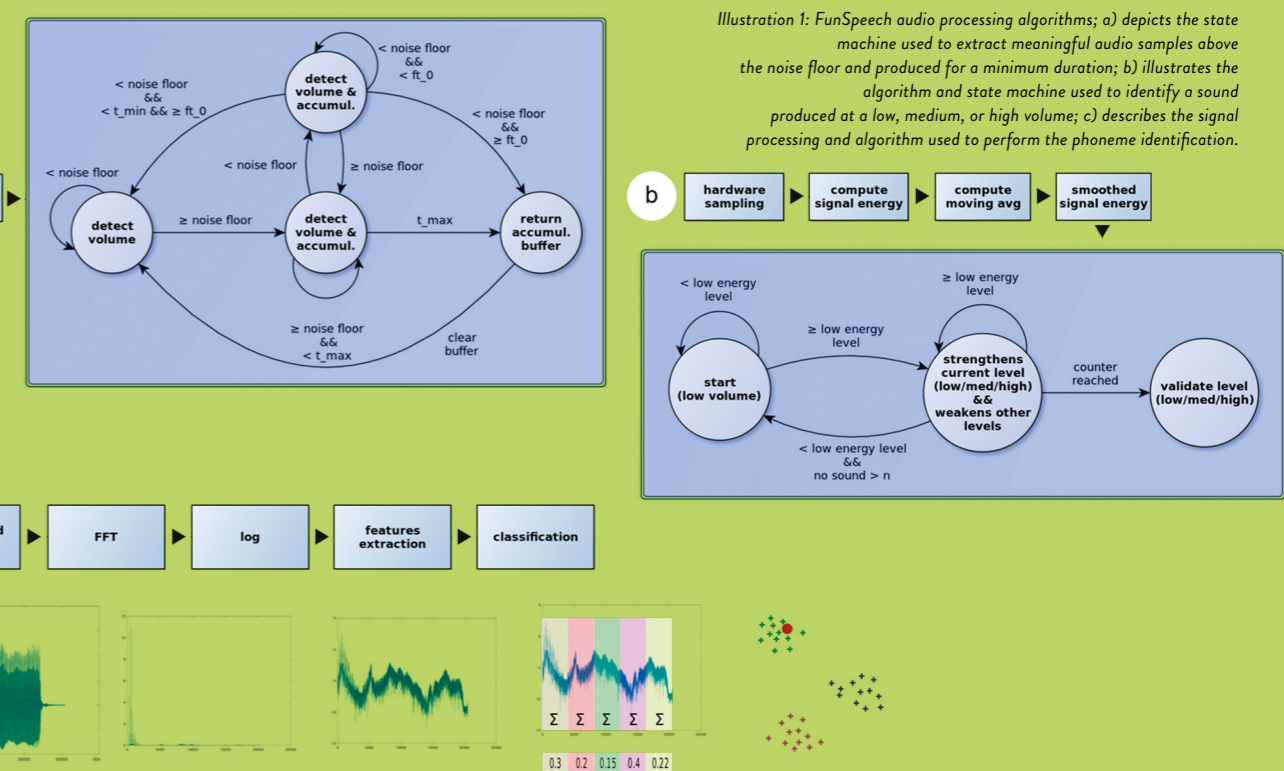 Illustration 1: FunSpeech audio processing algorithms; a) depicts the state
machine used to extract meaningful audio samples above
the noise floor and produced for a minimum duration; b) illustrates the
algorithm and state machine used to identify a sound
produced at a low, medium, or high volume; c) describes the signal
processing and algorithm used to perform the phoneme identification.
detect
volume &
accumul.
< noise floor
&&
< ft_0
< noise floor
&&
< t_min && ≥ ft_0
< noise floor
&&
≥ ft_0
< noise floor
< noise floor
≥ noise floor
detect
volume
≥ noise floor
detect
volume &
accumul.
t_max
return
accumul.
buffer
≥ noise floor
&&
< t_max
clear
buffer
b
hardware
sampling
compute
signal energy
compute
moving avg
smoothed
signal energy
< low energy
level
≥ low energy
level
≥ low energy
level
start
(low volume)
strengthens
current level
(low/med/high)
&&
weakens other
levels
counter
reached
validate level
(low/med/high)
< low energy level
&&
no sound > n
FFT
log
features
extraction
classification
Σ Σ Σ Σ Σ
0.3 0.2 0.15 0.4 0.22